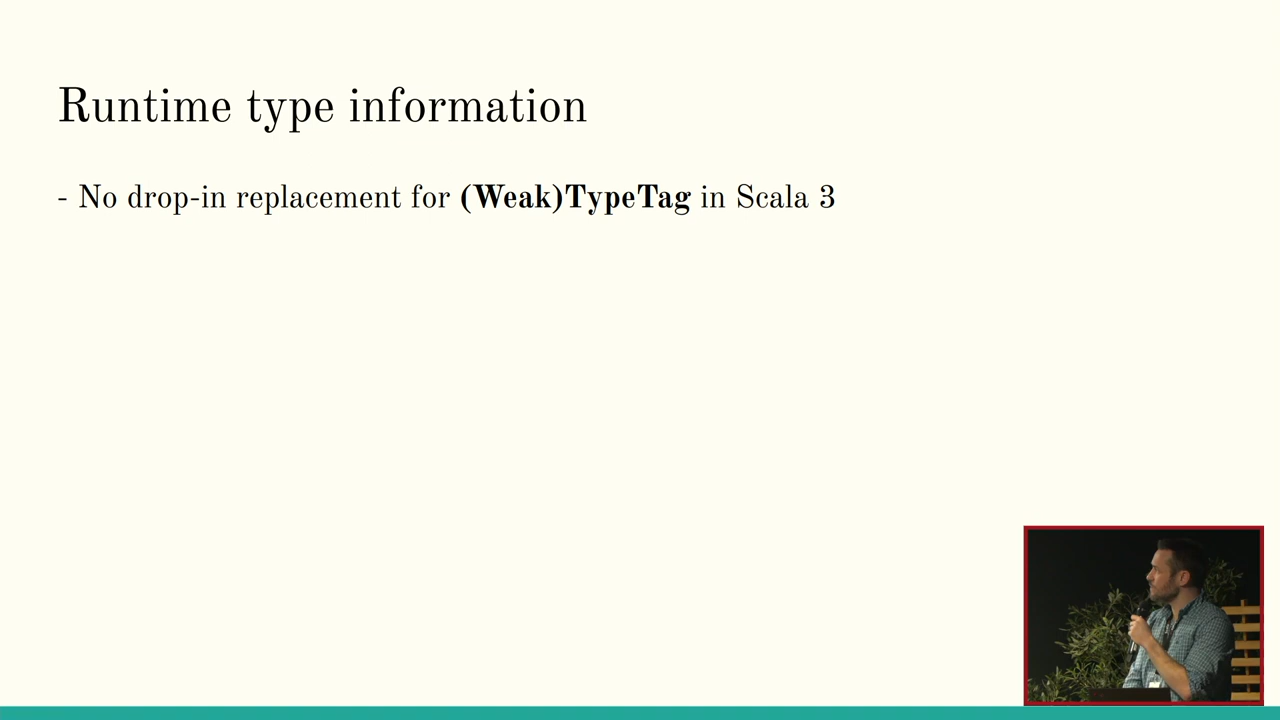 Runtime type information
- No drop-in replacement for (Weak)TypeTag in Scala 3